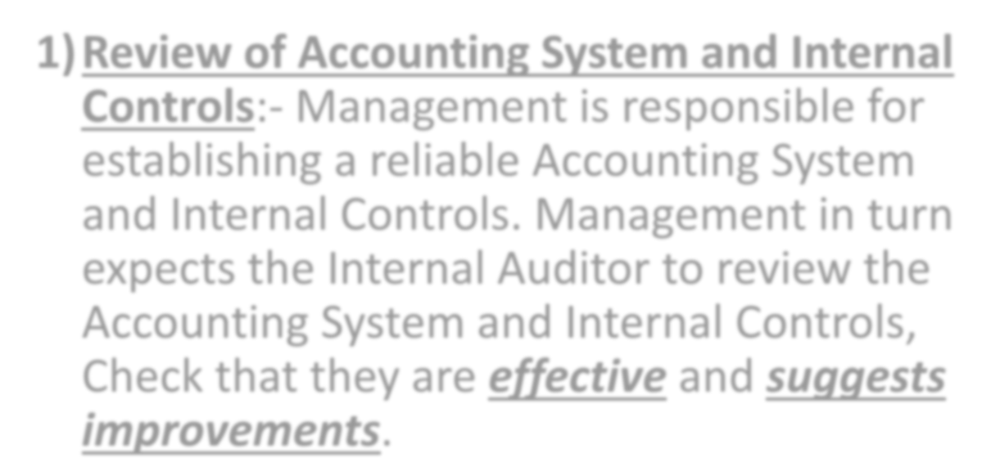 1) Review of Accounting System and Internal
Controls:- Management is responsible for
establishing a reliable Accounting System
and Internal Controls. Management in turn
expects the Internal Auditor to review the
Accounting System and Internal Controls,
Check that they are effective and suggests
improvements.